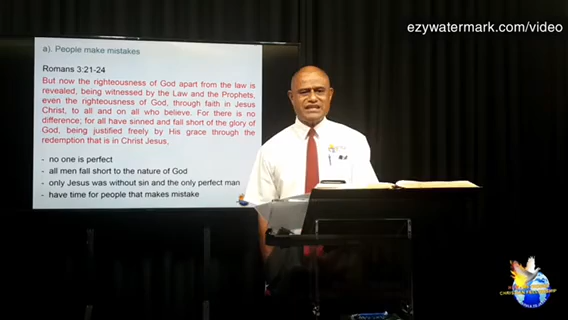 ezywatermark.com/video
a). People make mistakes
Romans 3:21-24
But now the righteousness of God apart from the law is
revealed, being witnessed by the Law and the Prophets,
even the righteousness of God, through faith in Jesus
Christ, to all and on all who believe. For there is no
difference; for all have sinned and fall short of the glory of
God, being justified freely by His grace through the
redemption that is in Christ Jesus,
- no one is perfect
- all men fall short to the nature of God
- only Jesus was without sin and the only perfect man
- have time for people that makes mistake